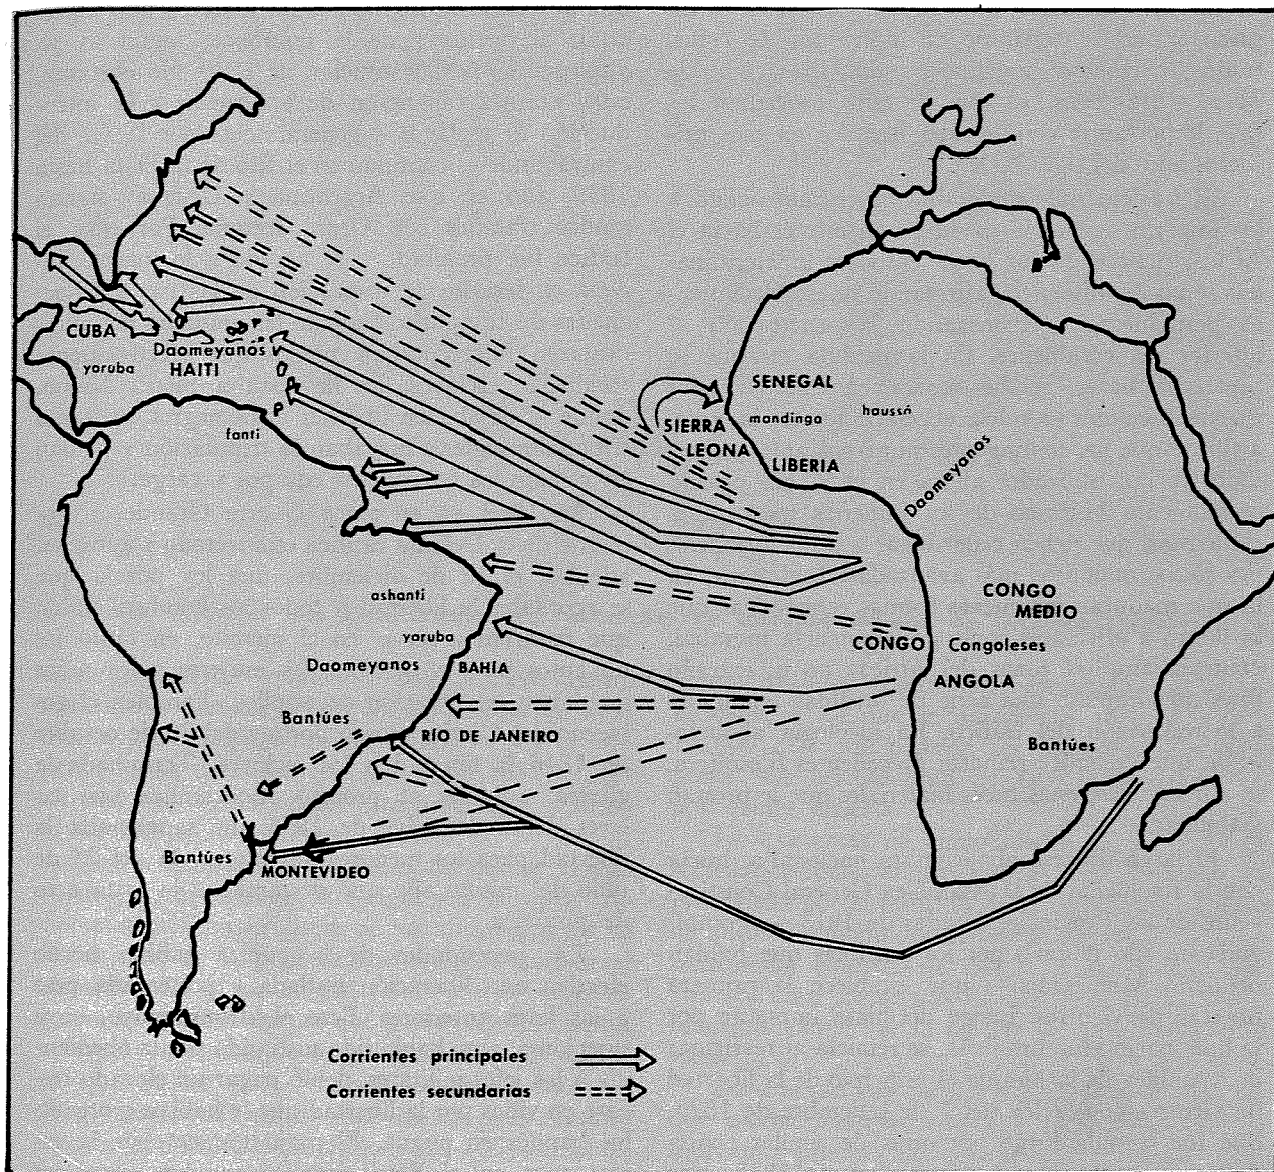 CUBA
yoruba
Daomeyanos
HAITI
fanti
SENEGAL
mandinga
haussá
SIERRA
LEONA
LIBERIA
Daomeyanos
CONGO
MEDIO
ashanti
yoruba
Daomeyanos
BAHÍA
CONGO
Congoleses
ANGOLA
Bantúes
RÍO DE JANEIRO
Bantúes
Bantúes
MONTEVIDEO
Corrientes principales
Corrientes secundarias